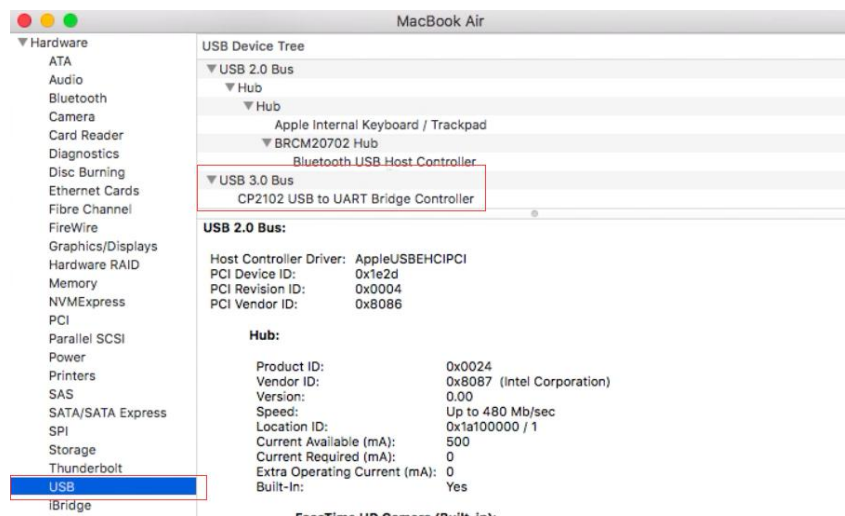 MacBook Air
Hardware
ATA
Audio
Bluetooth
Camera
Card Reader
Diagnostics
Disc Burning
Ethernet Cards
Fibre Channel
FireWire
Graphics/Displays
Hardware RAID
Memory
NVMExpress
PCI
Parallel SCSI
Power
Printers
SAS
SATA/SATA Express
SPI
Storage
Thunderbolt
USB
iBridge
USB Device Tree
USB 2.0 Bus
Hub
Hub
Apple Internal Keyboard / Trackpad
BRCM20702 Hub
Bluetooth USB Host Controller
USB 3.0 Bus
CP2102 USB to UART Bridge Controller
USB 2.0 Bus:
Host Controller Driver: AppleUSBEHCIPCI
PCI Device ID: 0x1e2d
PCI Revision ID: 0x0004
PCI Vendor ID: 0x8086
Hub:
Product ID: 0x0024
Vendor ID: 0x8087 (Intel Corporation)
Version: 0.00
Speed: Up to 480 Mb/sec
Location ID: 0x1a100000 / 1
Current Available (mA): 500
Current Required (mA): 0
Extra Operating Current (mA): 0
Built-In: Yes
FaceTime HD Camera (Built-in):